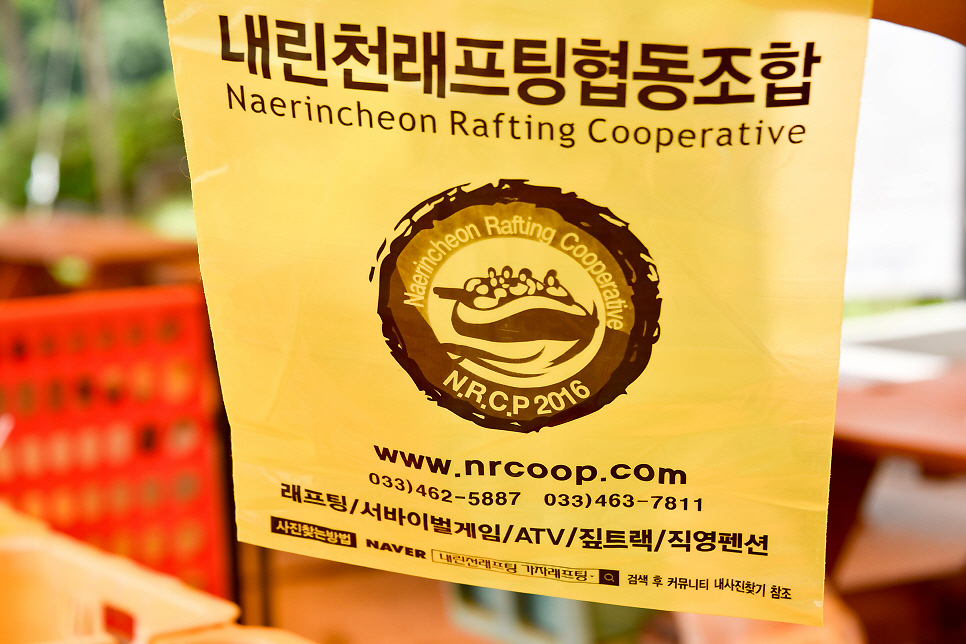 내린천래프팅협동조합
Naerincheon Rafting Cooperative
Naerincheon Rafting Cooperative
N.R.C.P 2016
www.nrcoop.com
033)462-5887 033)463-7811
래프팅/서바이벌게임/ATV/짚트랙/직영펜션
사진찾는방법 NAVER 내린천래프팅 가자래프팅 검색 후 커뮤니티 내사진찾기 참조